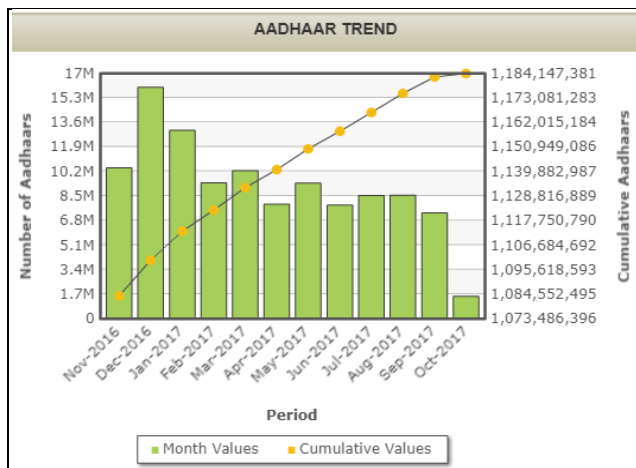 AADHAAR TREND
Number of Aadhaars
17M
15.3M
13.6M
11.9M
10.2M
8.5M
6.8M
5.1M
3.4M
1.7M
0
1,184,147,381
1,173,081,283
1,162,015,184
1,150,949,086
1,139,882,987
1,128,816,889
1,117,750,790
1,106,684,692
1,095,618,593
1,084,552,495
1,073,486,396
Cumulative Aadhaars
Nov-2016
Dec-2016
Jan-2017
Feb-2017
Mar-2017
Apr-2017
May-2017
Jun-2017
Jul-2017
Aug-2017
Sep-2017
Oct-2017
Period
Month Values
Cumulative Values